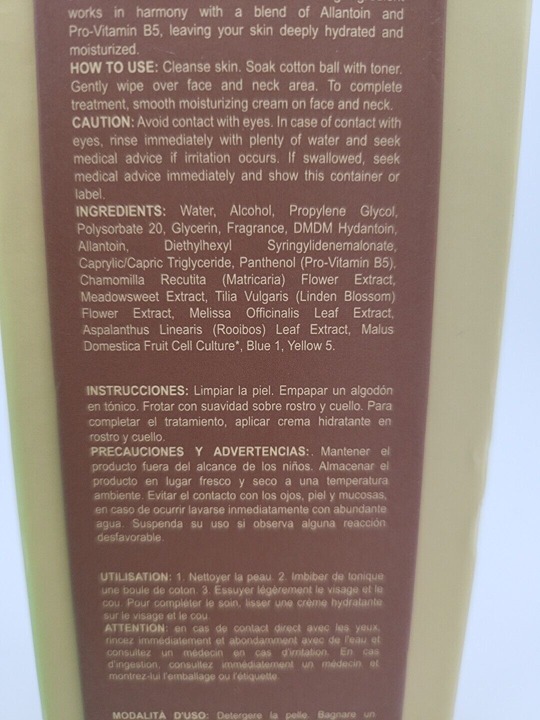 works in harmony with a blend of Allantoin and
Pro-Vitamin B5, leaving your skin deeply hydrated and
moisturized.
HOW TO USE: Cleanse skin. Soak cotton ball with toner.
Gently wipe over face and neck area. To complete
treatment, smooth moisturizing cream on face and neck.
CAUTION: Avoid contact with eyes. In case of contact with
eyes, rinse immediately with plenty of water and seek
medical advice if irritation occurs. If swallowed, seek
medical advice immediately and show this container or
label.
INGREDIENTS: Water, Alcohol, Propylene Glycol,
Polysorbate 20, Glycerin, Fragrance, DMDM Hydantoin,
Allantoin, Diethylhexyl Syringylidenemalonate,
Caprylic/Capric Triglyceride, Panthenol (Pro-Vitamin B5),
Chamomilla Recutita (Matricaria) Flower Extract,
Meadowsweet Extract, Tilia Vulgaris (Linden Blossom)
Flower Extract, Melissa Officinalis Leaf Extract,
Aspalanthus Linearis (Rooibos) Leaf Extract, Malus
Domestica Fruit Cell Culture*, Blue 1, Yellow 5.
INSTRUCCIONES: Limpiar la piel. Empapar un algodón
en tónico. Frotar con suavidad sobre rostro y cuello. Para
completar el tratamiento, aplicar crema hidratante en
rostro y cuello.
PRECAUCIONES Y ADVERTENCIAS:. Mantener el
producto fuera del alcance de los niños. Almacenar el
producto en lugar fresco y seco a una temperatura
ambiente. Evitar el contacto con los ojos, piel y mucosas,
en caso de ocurrir lavarse inmediatamente con abundante
agua. Suspenda su uso si observa alguna reacción
desfavorable.
UTILISATION: 1. Nettoyer la peau. 2. Imbiber de tonique
une boule de coton. 3. Essuyer légèrement le visage et le
cou. Pour compléter le soin, lisser une crème hydratante
sur le visage et le cou.
ATTENTION: en cas de contact direct avec les yeux,
rincez immédiatement et abondamment avec de l'eau et
consultez un médecin en cas d'irritation. En cas
d'ingestion, consultez immédiatement un médecin et
montrez-lui l'emballage ou l'étiquette.
MODALITÀ D'USO: Detergere la pelle. Bagnare un